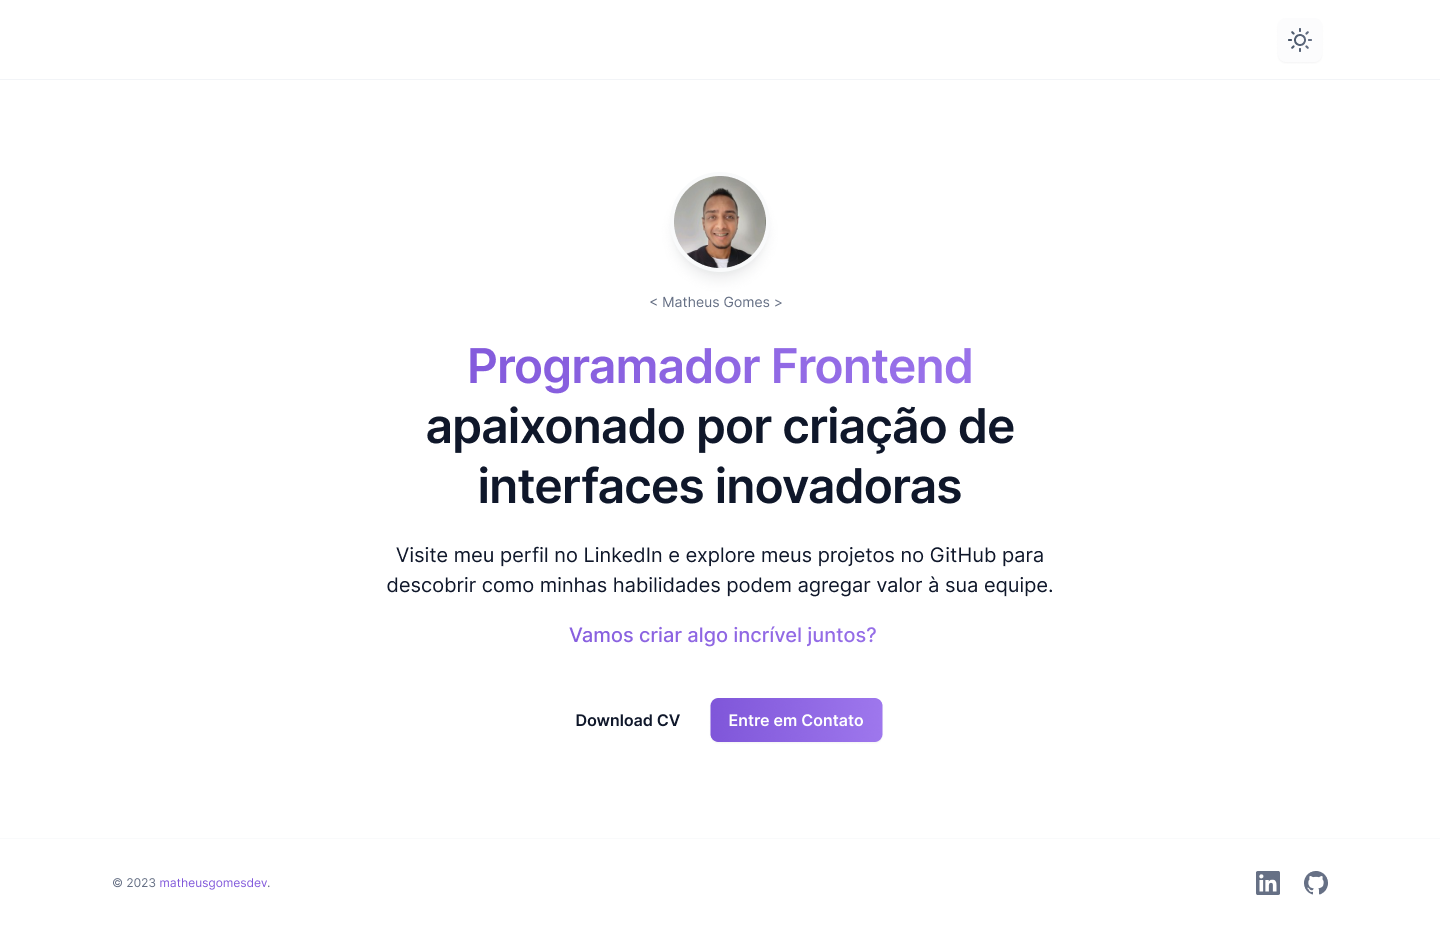 < Matheus Gomes >
Programador Frontend
apaixonado por criação de
interfaces inovadoras
Visite meu perfil no LinkedIn e explore meus projetos no GitHub para
descobrir como minhas habilidades podem agregar valor à sua equipe.
Vamos criar algo incrível juntos?
Download CV
Entre em Contato
© 2023 matheusgomesdev.
in